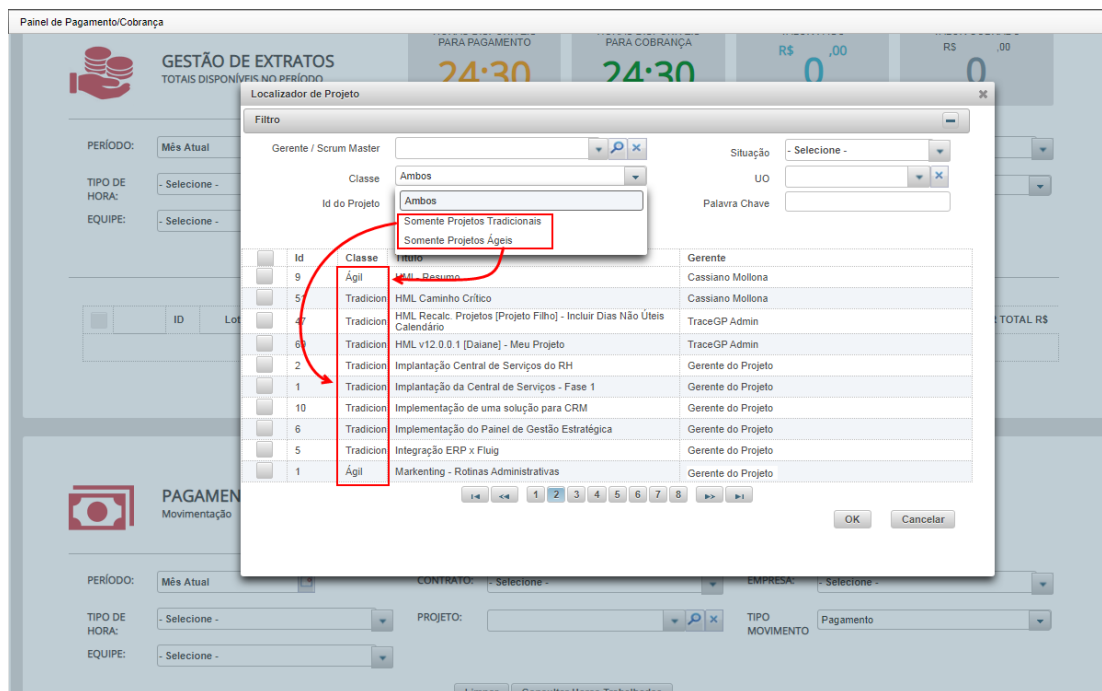 Painel de Pagamento/Cobrança
GESTÃO DE EXTRATOS
TOTAIS DISPONÍVEIS NO PERÍODO
PARA PAGAMENTO
24:30
PARA COBRANÇA
24:30
R$ ,00
0
R$ ,00
0
PERÍODO: Mês Atual
TIPO DE HORA: - Selecione -
EQUIPE: - Selecione -
ID
TOTAL R$
Localizador de Projeto
Filtro
Gerente / Scrum Master
Situação - Selecione -
Classe Ambos
UO
Id do Projeto
Palavra Chave
Ambos
Somente Projetos Tradicionais
Somente Projetos Ágeis
Id Classe Título Gerente
9 Ágil HML - Resumo Cassiano Mollona
51 Tradicion HML Caminho Crítico Cassiano Mollona
47 Tradicion HML Recalc. Projetos [Projeto Filho] - Incluir Dias Não Úteis Calendário TraceGP Admin
60 Tradicion HML v12.0.0.1 [Daiane] - Meu Projeto TraceGP Admin
2 Tradicion Implantação Central de Serviços do RH Gerente do Projeto
1 Tradicion Implantação da Central de Serviços - Fase 1 Gerente do Projeto
10 Tradicion Implementação de uma solução para CRM Gerente do Projeto
6 Tradicion Implementação do Painel de Gestão Estratégica Gerente do Projeto
5 Tradicion Integração ERP x Fluig Gerente do Projeto
1 Ágil Markenting - Rotinas Administrativas Gerente do Projeto
1 2 3 4 5 6 7 8
OK Cancelar
PAGAMEN
Movimentação
PERÍODO: Mês Atual
CONTRATO: - Selecione -
EMPRESA: - Selecione -
TIPO DE HORA: - Selecione -
PROJETO:
TIPO MOVIMENTO Pagamento
EQUIPE: - Selecione -